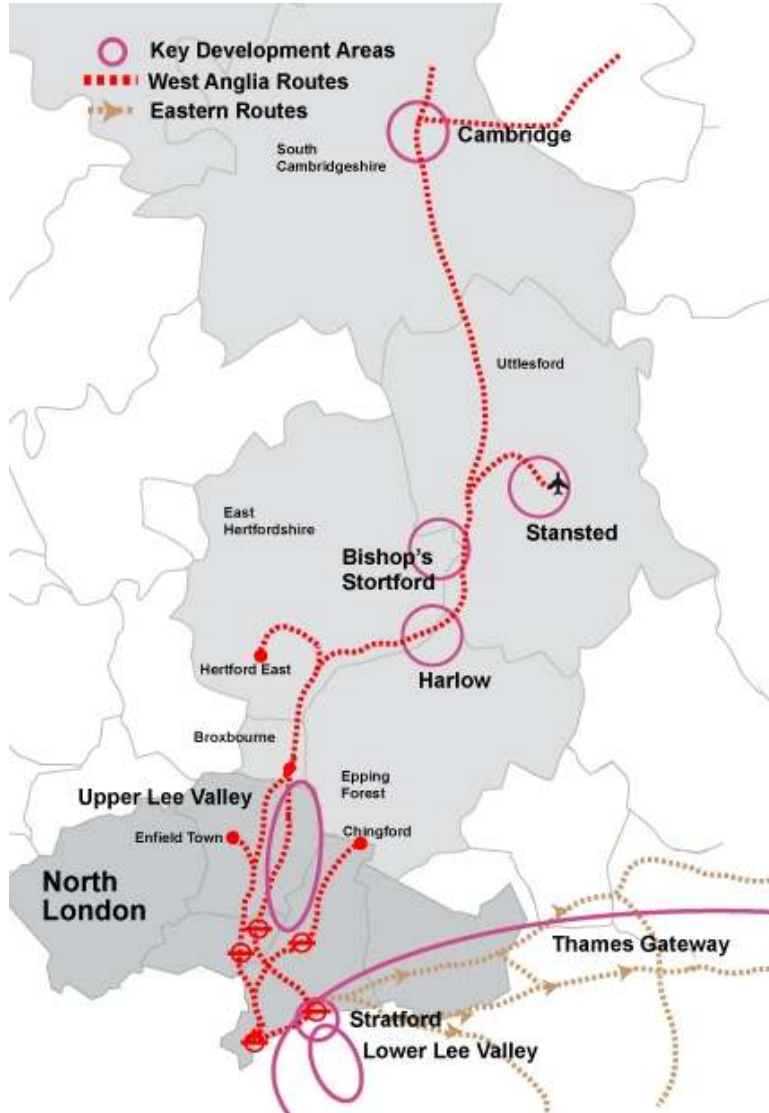 Key Development Areas
West Anglia Routes
Eastern Routes
Cambridge
South
Cambridgeshire
Uttlesford
East
Hertfordshire
Stansted
Bishop's
Stortford
Hertford East
Harlow
Broxbourne
Epping
Forest
Upper Lee Valley
Enfield Town
Chingford
North
London
Thames Gateway
Stratford
Lower Lee Valley